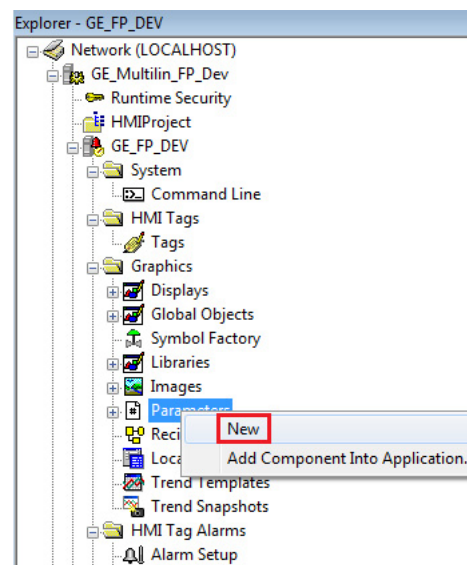 Explorer - GE_FP_DEV
Network (LOCALHOST)
GE_Multilin_FP_Dev
Runtime Security
HMIProject
GE_FP_DEV
System
Command Line
HMI Tags
Tags
Graphics
Displays
Global Objects
Symbol Factory
Libraries
Images
Parameters
New
Reci
Add Component Into Application.
Loca
Trend Templates
Trend Snapshots
HMI Tag Alarms
Alarm Setup